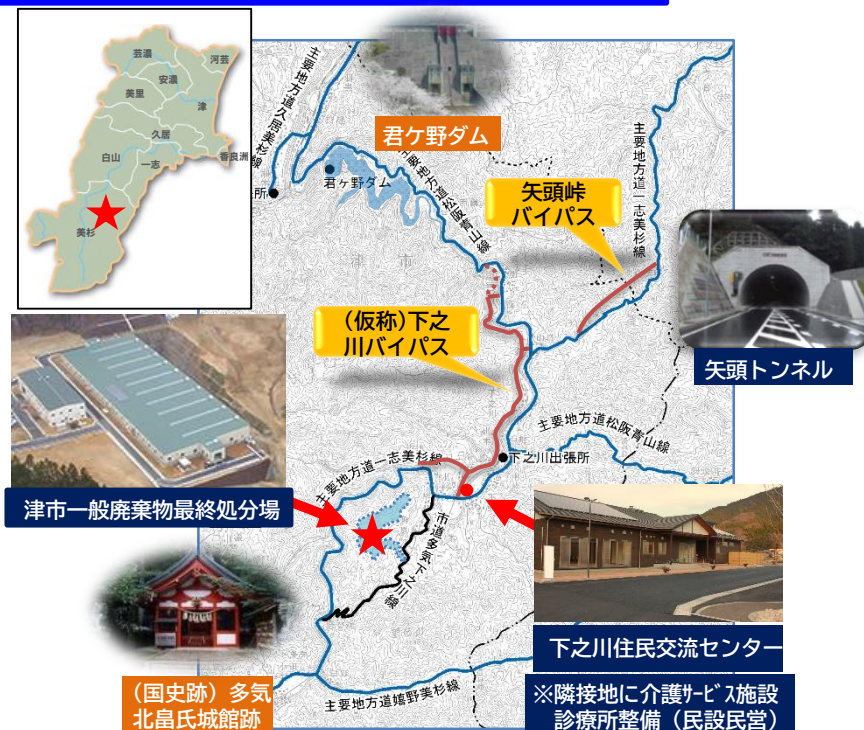 芸濃
河芸
安濃
美里
津
久居
白山
一志
香良洲
美杉
主要地方道久居美杉線
君ケ野ダム
君ケ野ダム
主要地方道松阪青山線
矢頭峠
バイパス
主要地方道一志美杉線
津市
(仮称)下之
川バイパス
矢頭トンネル
主要地方道松阪青山線
下之川出張所
主要地方道一志美杉線
津市一般廃棄物最終処分場
市道多気下之川線
下之川住民交流センター
(国史跡)多気
北畠氏城館跡
主要地方道嬉野美杉線
※隣接地に介護サービス施設
診療所整備(民設民営)